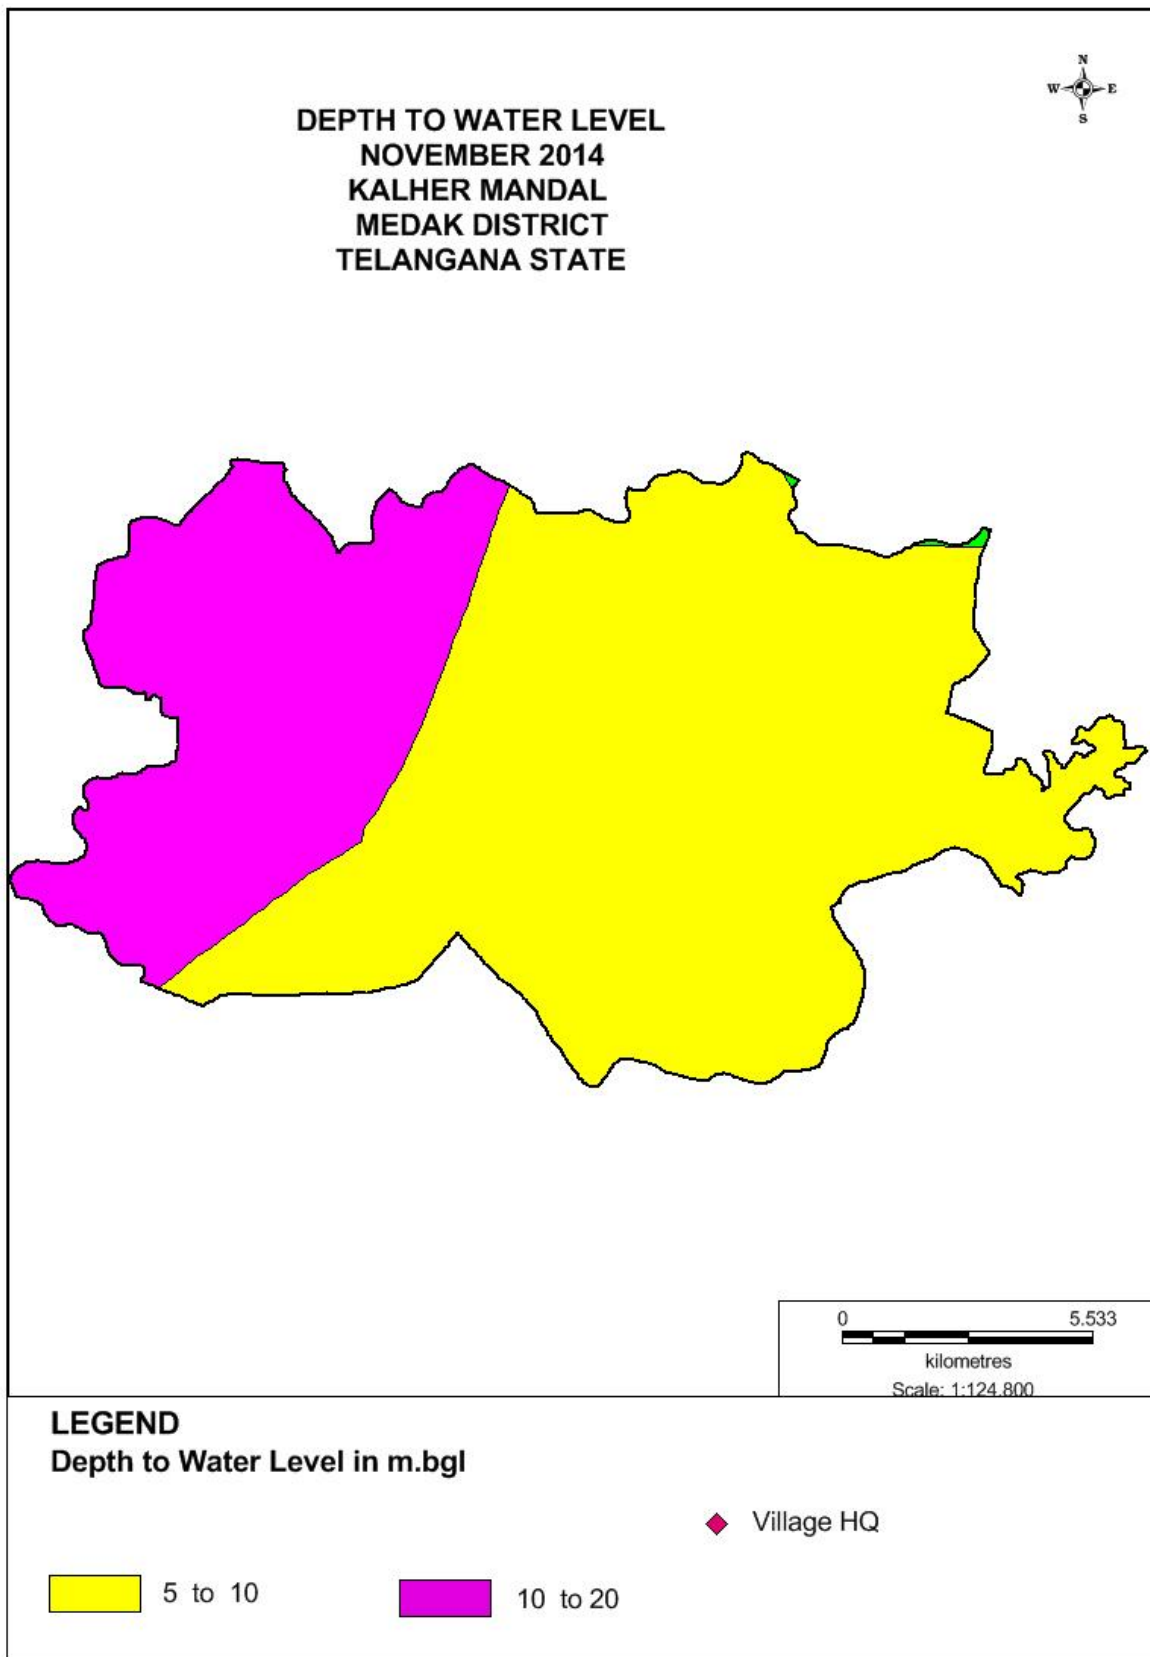 N
W E
S
DEPTH TO WATER LEVEL
NOVEMBER 2014
KALHER MANDAL
MEDAK DISTRICT
TELANGANA STATE
0 5.533
kilometres
Scale: 1:124,800
LEGEND
Depth to Water Level in m.bgl
Village HQ
5 to 10
10 to 20